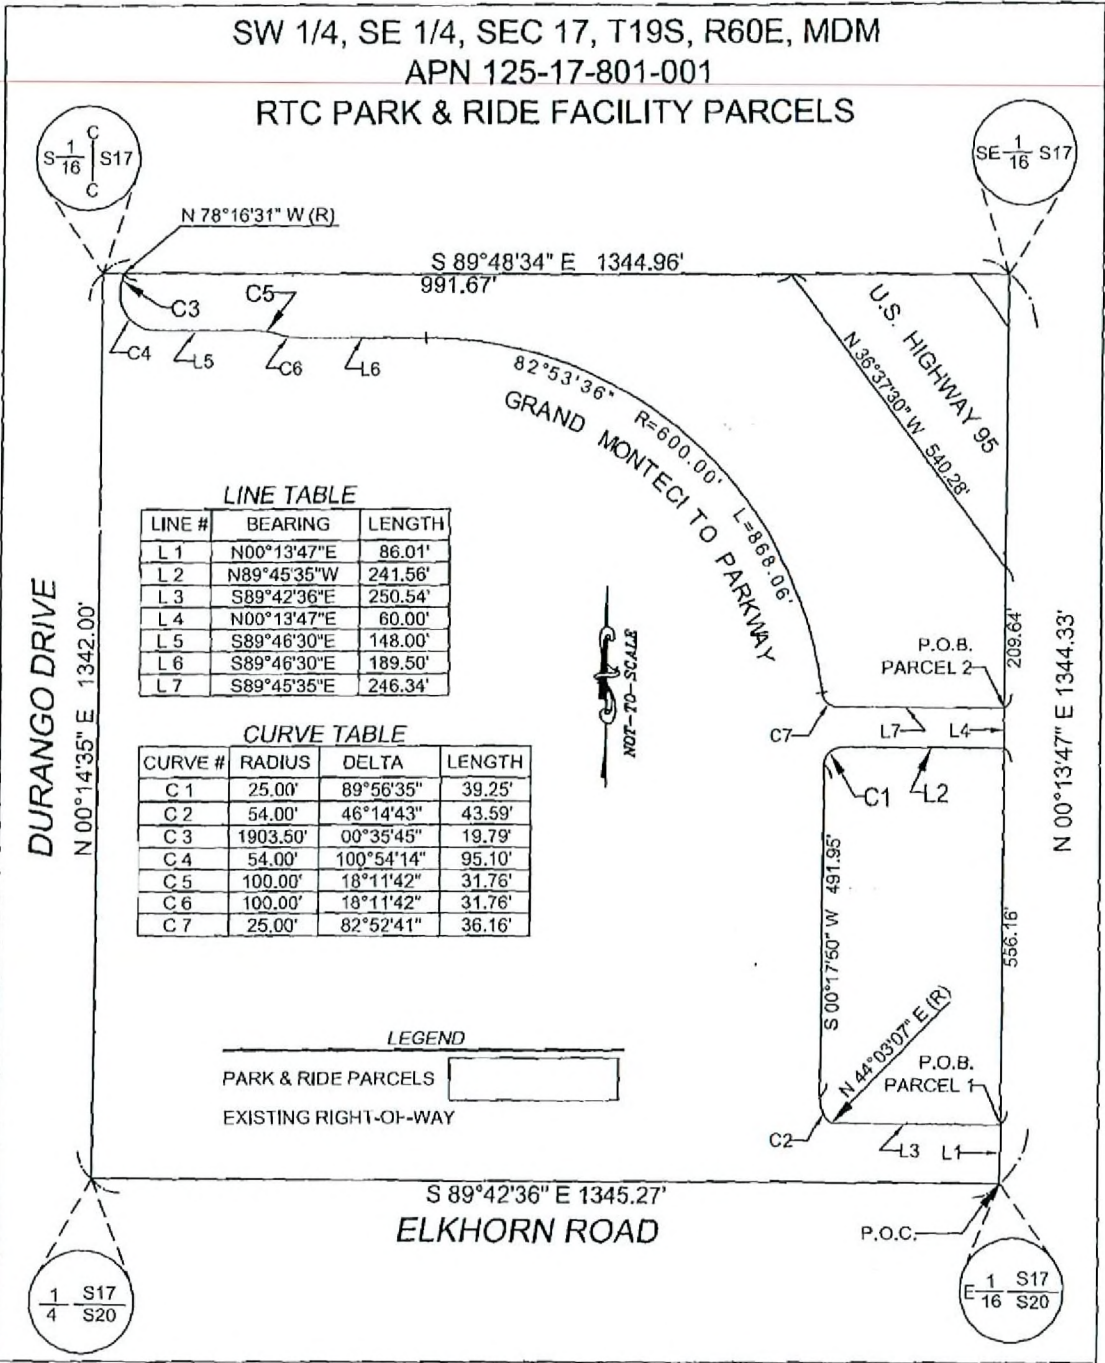 SW 1/4, SE 1/4, SEC 17, T19S, R60E, MDM
APN 125-17-801-001
RTC PARK & RIDE FACILITY PARCELS
C
S 1/16 S17
C
SE 1/16 S17
N 78°16'31" W (R)
S 89°48'34" E 1344.96'
991.67'
C3
C5
C4
L5
C6
L6
82°53'36" R=600.00' L=868.06'
GRAND MONTECITO PARKWAY
U.S. HIGHWAY 95
N 36°37'30" W 540.28'
LINE TABLE
LINE # BEARING LENGTH
L 1 N00°13'47"E 86.01'
L 2 N89°45'35"W 241.56'
L 3 S89°42'36"E 250.54'
L 4 N00°13'47"E 60.00'
L 5 S89°46'30"E 148.00'
L 6 S89°46'30"E 189.50'
L 7 S89°45'35"E 246.34'
CURVE TABLE
CURVE # RADIUS DELTA LENGTH
C 1 25.00' 89°56'35" 39.25'
C 2 54.00' 46°14'43" 43.59'
C 3 1903.50' 00°35'45" 19.79'
C 4 54.00' 100°54'14" 95.10'
C 5 100.00' 18°11'42" 31.76'
C 6 100.00' 18°11'42" 31.76'
C 7 25.00' 82°52'41" 36.16'
DURANGO DRIVE
N 00°14'35" E 1342.00'
NOT-TO-SCALE
P.O.B.
PARCEL 2
209.64'
N 00°13'47" E 1344.33'
C7
L7
L4
C1
L2
S 00°17'50" W 491.95'
556.16'
N 44°03'07" E (R)
P.O.B.
PARCEL 1
C2
L3
L1
LEGEND
PARK & RIDE PARCELS
EXISTING RIGHT-OF-WAY
S 89°42'36" E 1345.27'
ELKHORN ROAD
P.O.C.
1/4 S17/S20
E 1/16 S17/S20